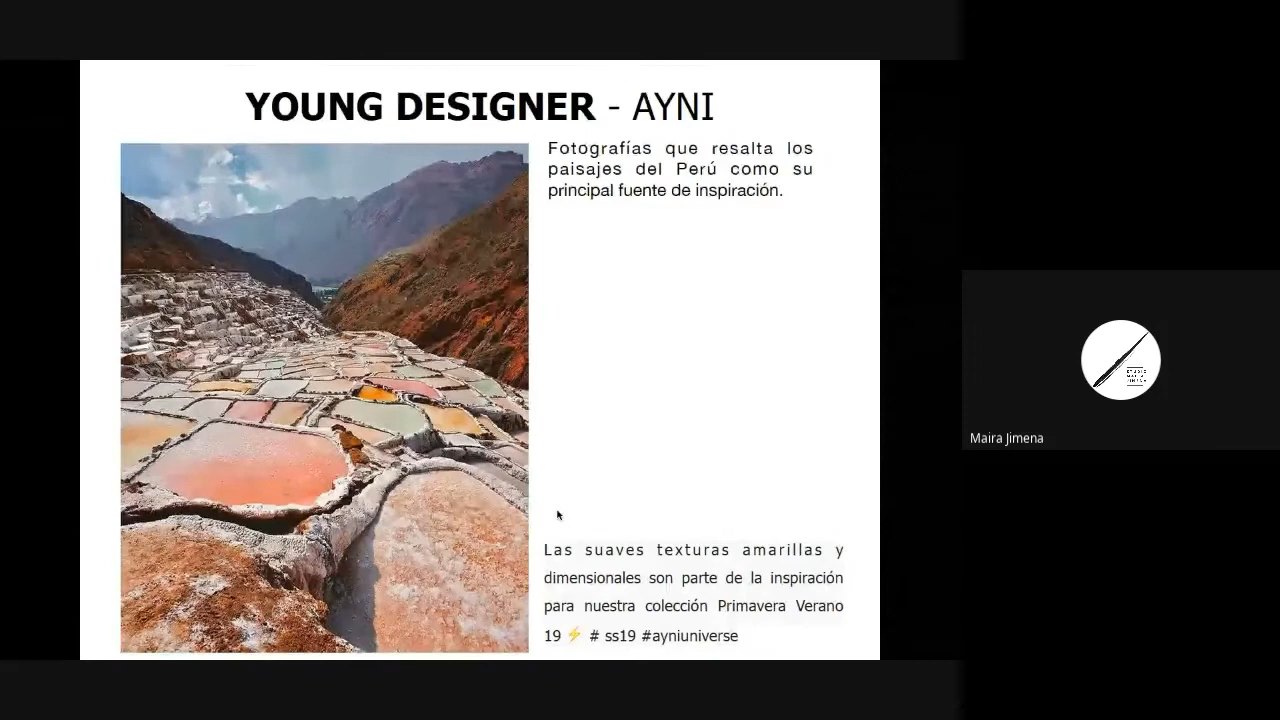 YOUNG DESIGNER - AYNI
Fotografías que resalta los
paisajes del Perú como su
principal fuente de inspiración.
Las suaves texturas amarillas y
dimensionales son parte de la inspiración
para nuestra colección Primavera Verano
19 ⚡ # ss19 #ayniuniverse
Maira Jimena